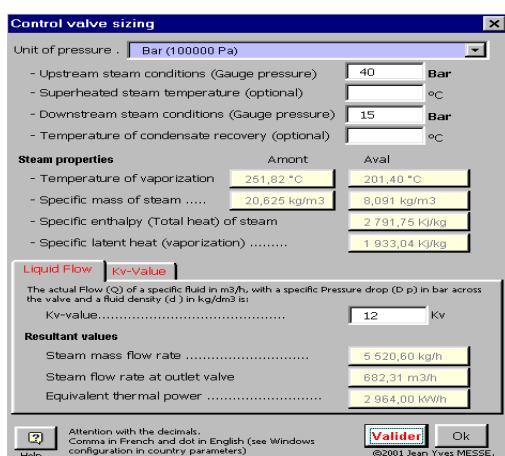 Control valve sizing
Unit of pressure . Bar (100000 Pa)
- Upstream steam conditions (Gauge pressure) 40 Bar
- Superheated steam temperature (optional) °C
- Downstream steam conditions (Gauge pressure) 15 Bar
- Temperature of condensate recovery (optional) °C
Steam properties Amont Aval
- Temperature of vaporization 251,82 °C 201,40 °C
- Specific mass of steam ..... 20,625 kg/m3 8,091 kg/m3
- Specific enthalpy (Total heat) of steam 2 791,75 Kj/kg
- Specific latent heat (vaporization) ......... 1 933,04 Kj/kg
Liquid Flow Kv-Value
The actual Flow (Q) of a specific fluid in m3/h, with a specific Pressure drop (D p) in bar across
the valve and a fluid density (d ) in kg/dm3 is:
Kv-value............................................. 12 Kv
Resultant values
Steam mass flow rate ............................. 5 520,60 kg/h
Steam flow rate at outlet valve 682,31 m3/h
Equivalent thermal power ........................... 2 964,00 kW/h
Attention with the decimals.
Comma in French and dot in English (see Windows
configuration in country parameters)
Help
Valider Ok
©2001 Jean Yves MESSE.